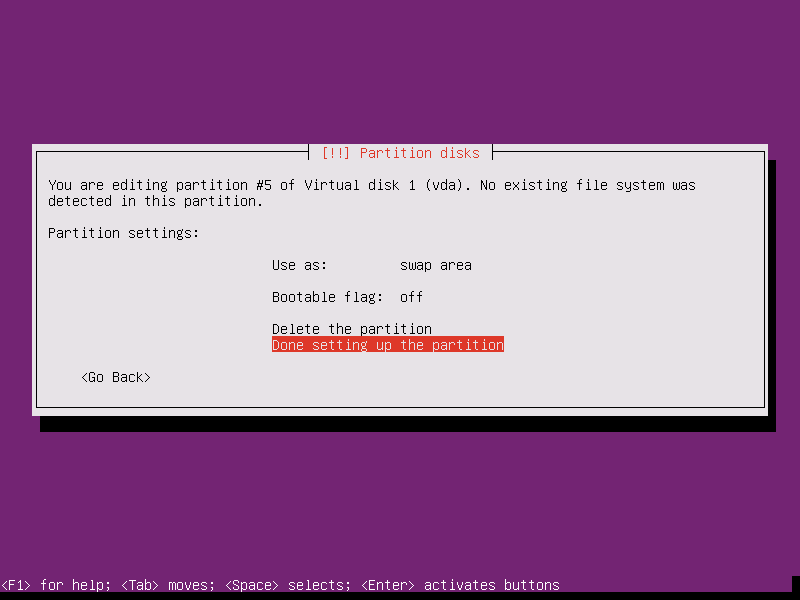 [!!] Partition disks
You are editing partition #5 of Virtual disk 1 (vda). No existing file system was
detected in this partition.
Partition settings:
Use as: swap area
Bootable flag: off
Delete the partition
Done setting up the partition
<Go Back>
<F1> for help; <Tab> moves; <Space> selects; <Enter> activates buttons